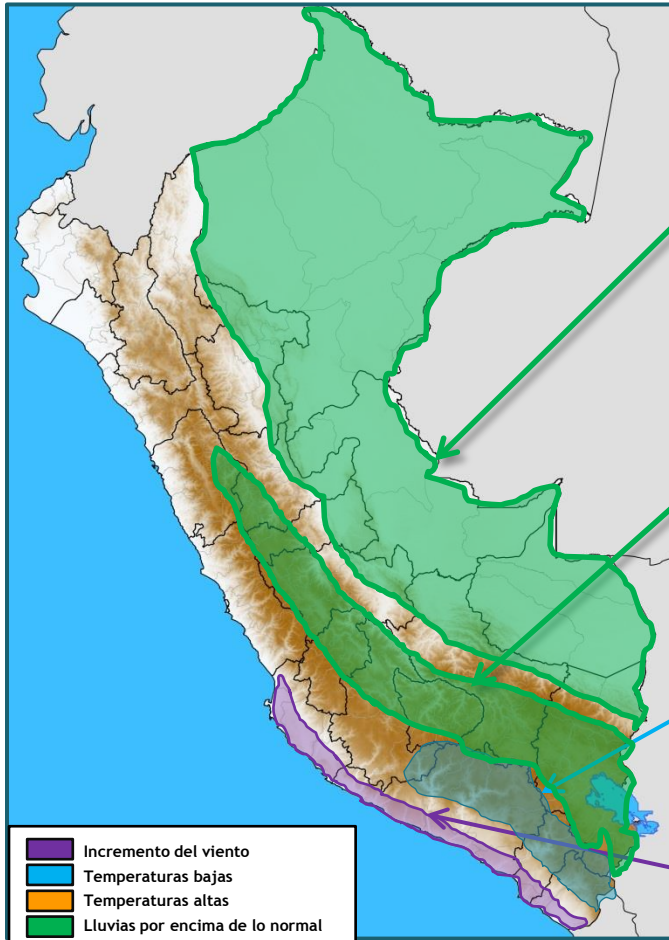 Incremento del viento
Temperaturas bajas
Temperaturas altas
Lluvias por encima de lo normal